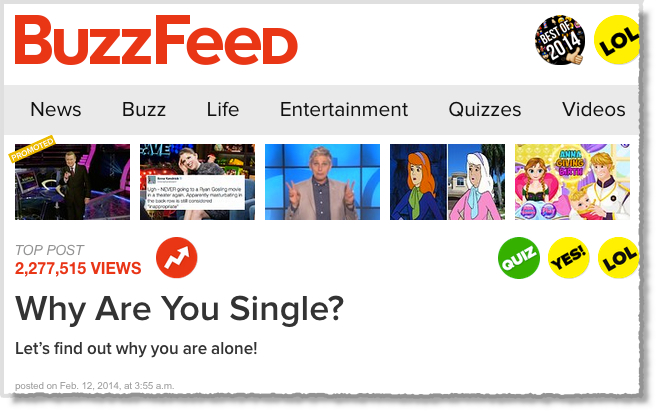 BuzzFeed
BEST OF 2014
LOL
News Buzz Life Entertainment Quizzes Videos
PROMOTED
Ugh - NEVER going to a Ryan Gosling movie
in a theater again. Apparently masturbating in
the back row is still considered
"inappropriate"
ANNA
GIVING
BIRTH
TOP POST
2,277,515 VIEWS
QUIZ
YES!
LOL
Why Are You Single?
Let's find out why you are alone!
posted on Feb. 12, 2014, at 3:55 a.m.